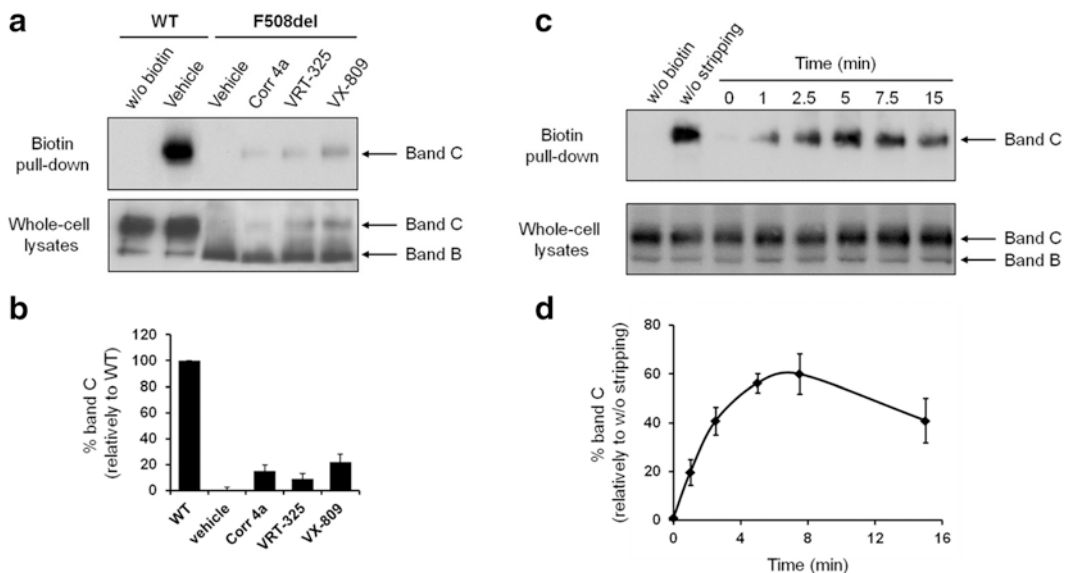 a
WT
F508del
w/o biotin
Vehicle
Vehicle
Corr 4a
VRT-325
VX-809
Biotin
pull-down
Band C
Whole-cell
lysates
Band C
Band B
b
% band C
(relatively to WT)
120
100
80
60
40
20
0
WT
vehicle
Corr 4a
VRT-325
VX-809
c
w/o biotin
w/o stripping
Time (min)
0 1 2.5 5 7.5 15
Biotin
pull-down
Band C
Whole-cell
lysates
Band C
Band B
d
% band C
(relatively to w/o stripping)
80
60
40
20
0
0 4 8 12 16
Time (min)